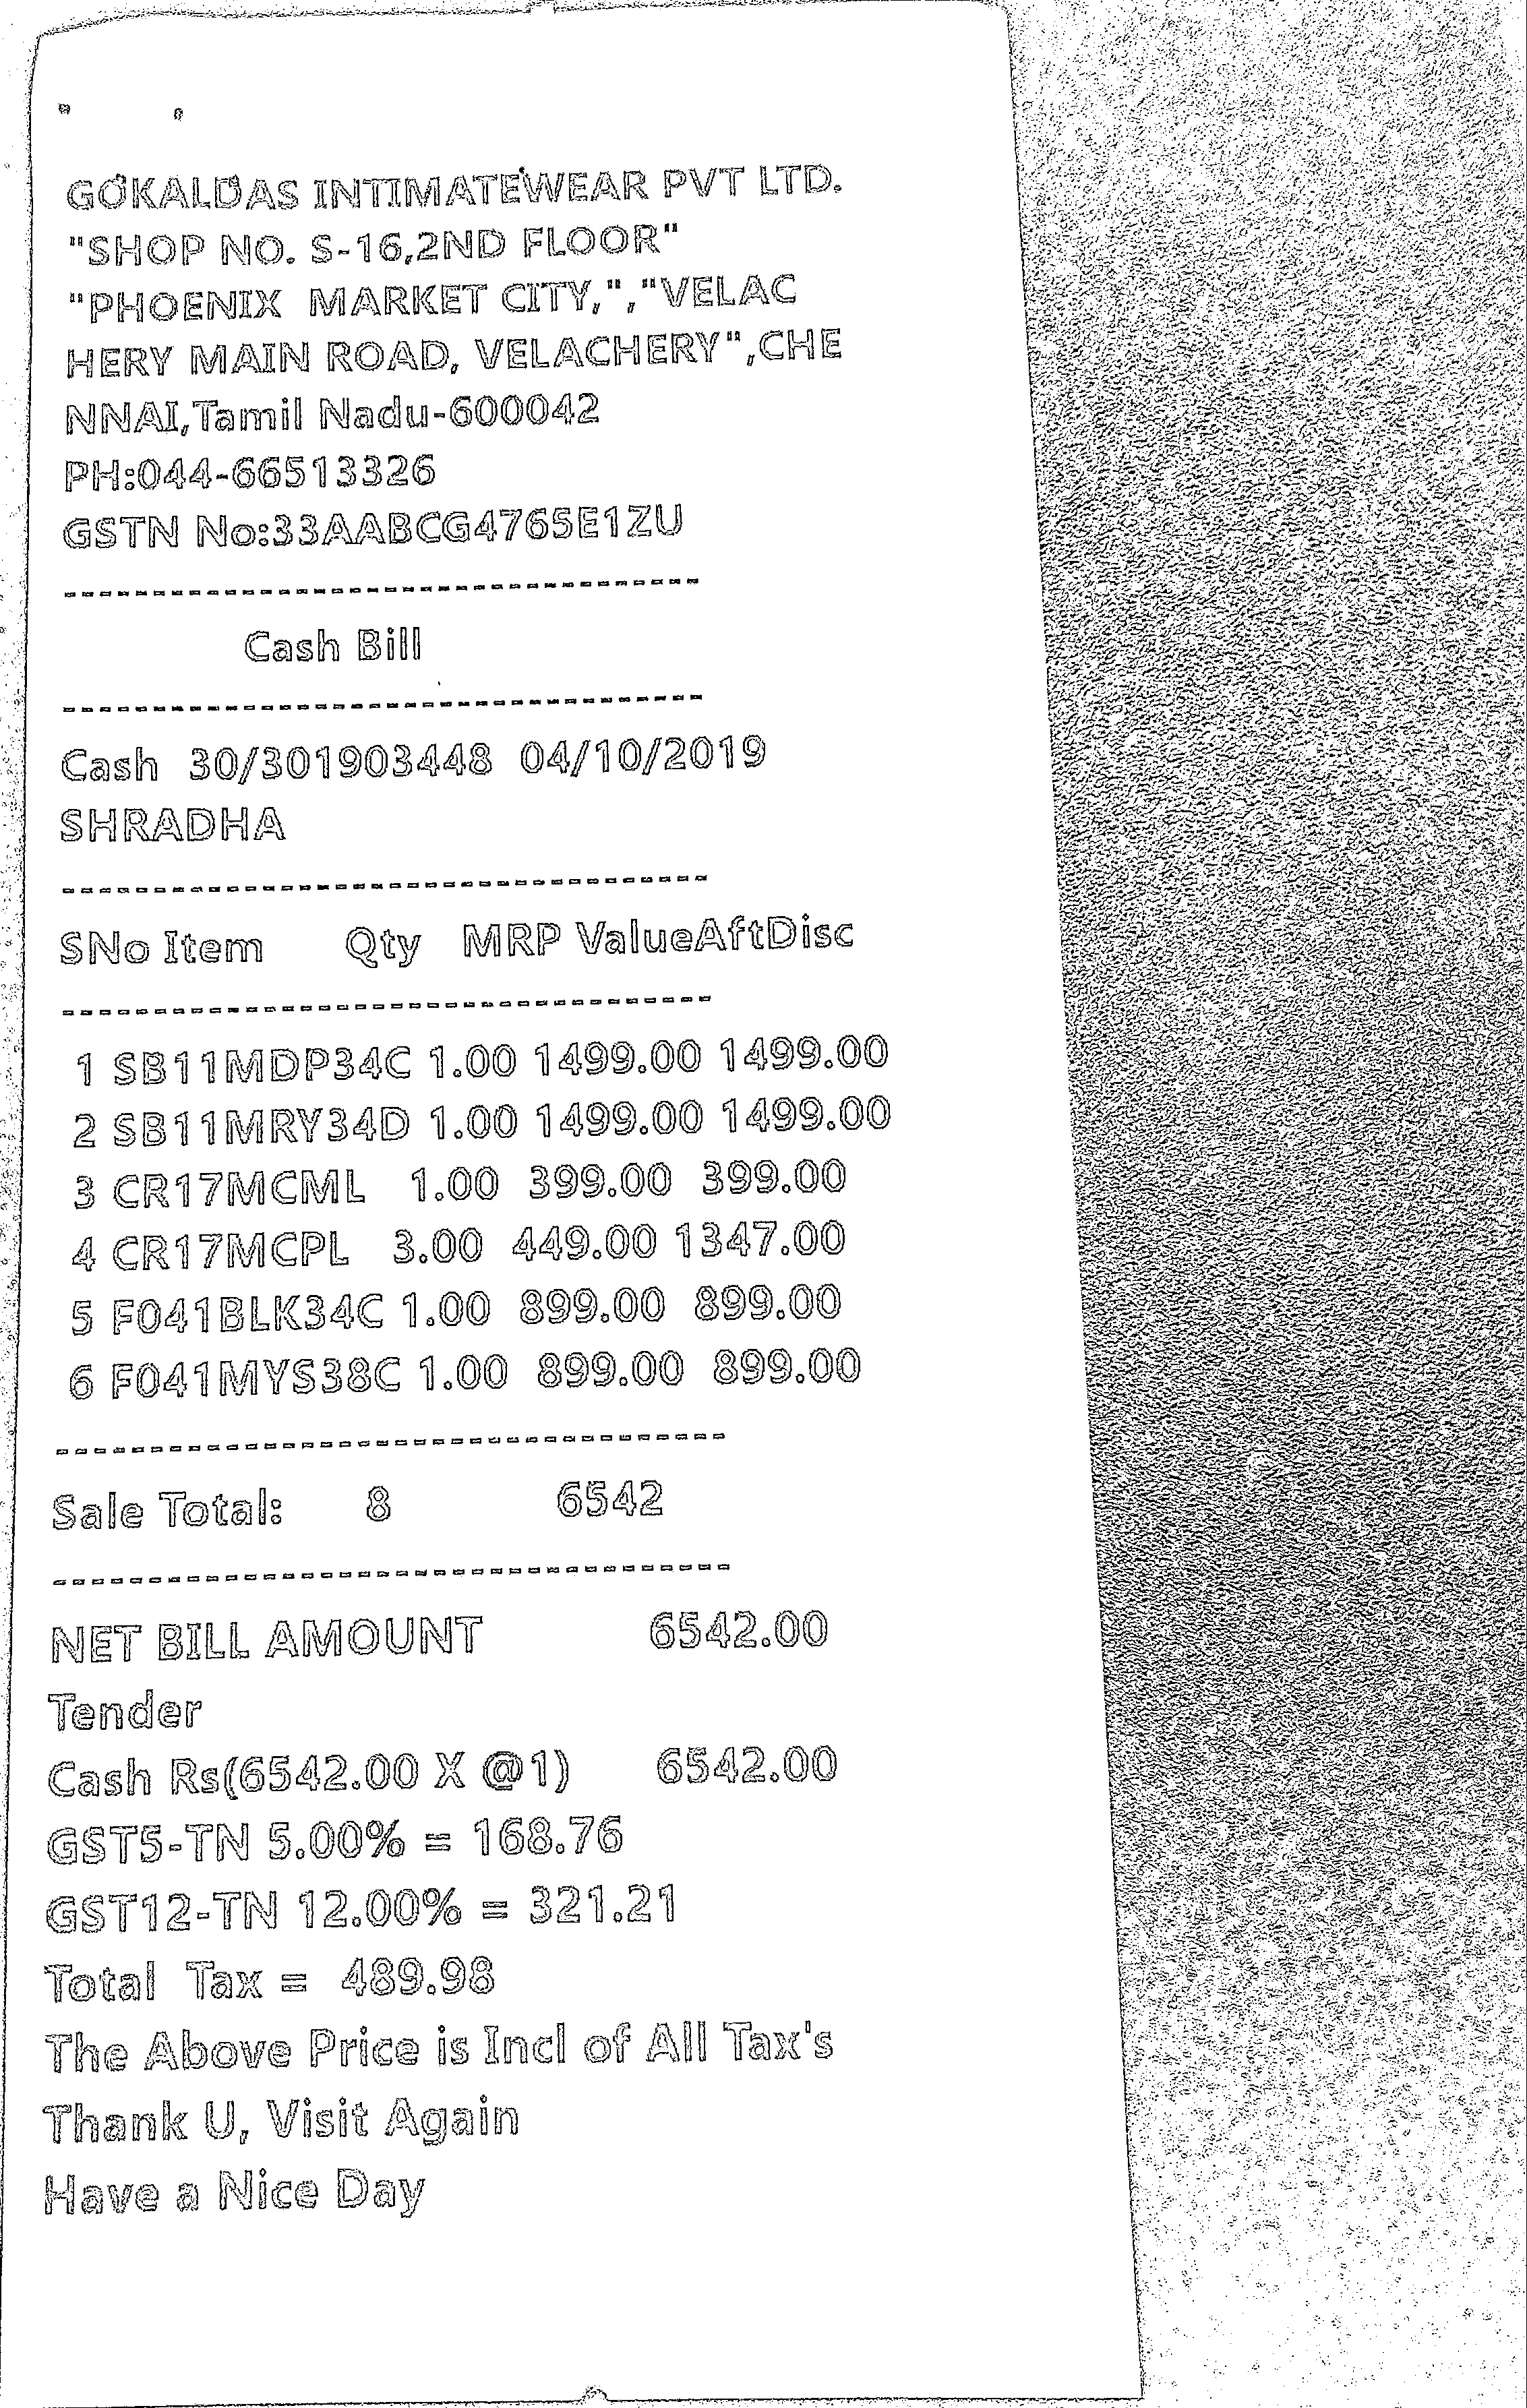 GOKALDAS INTIMATEWEAR PVT LTD.
"SHOP NO. S-16,2ND FLOOR"
"PHOENIX  MARKET CITY,","VELAC
HERY MAIN ROAD, VELACHERY",CHE
NNAI,Tamil Nadu-600042
PH:044-66513326
GSTN No:33AABCG4765E1ZU
------------------------------------
Cash Bill
------------------------------------
Cash  30/301903448  04/10/2019
SHRADHA
------------------------------------
SNo Item      Qty   MRP ValueAftDisc
------------------------------------
1 SB11MDP34C 1.00 1499.00 1499.00
2 SB11MRY34D 1.00 1499.00 1499.00
3 CR17MCML   1.00  399.00  399.00
4 CR17MCPL   3.00  449.00 1347.00
5 F041BLK34C 1.00  899.00  899.00
6 F041MYS38C 1.00  899.00  899.00
------------------------------------
Sale Total:      8            6542
------------------------------------
NET BILL AMOUNT            6542.00
Tender
Cash Rs(6542.00 X @1)      6542.00
GST5-TN 5.00% = 168.76
GST12-TN 12.00% = 321.21
Total  Tax =  489.98
The Above Price is Incl of All Tax's
Thank U, Visit Again
Have a Nice Day